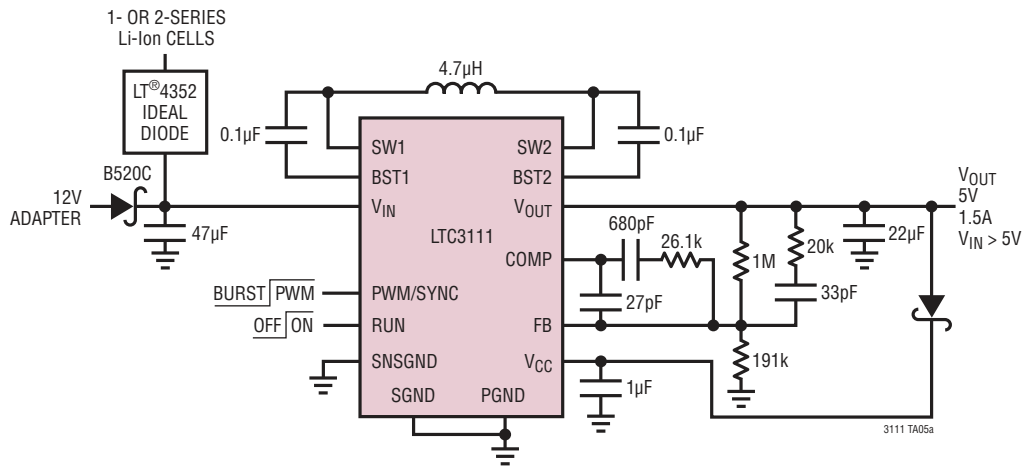 1- OR 2-SERIES
Li-Ion CELLS
LT®4352
IDEAL
DIODE
4.7µH
0.1µF
0.1µF
SW1
SW2
BST1
BST2
B520C
12V
ADAPTER
47µF
VIN
VOUT
LTC3111
VOUT
5V
1.5A
VIN > 5V
680pF
26.1k
1M
20k
22µF
COMP
27pF
33pF
BURST PWM
PWM/SYNC
OFF ON
RUN
FB
SNSGND
VCC
191k
1µF
SGND
PGND
3111 TA05a